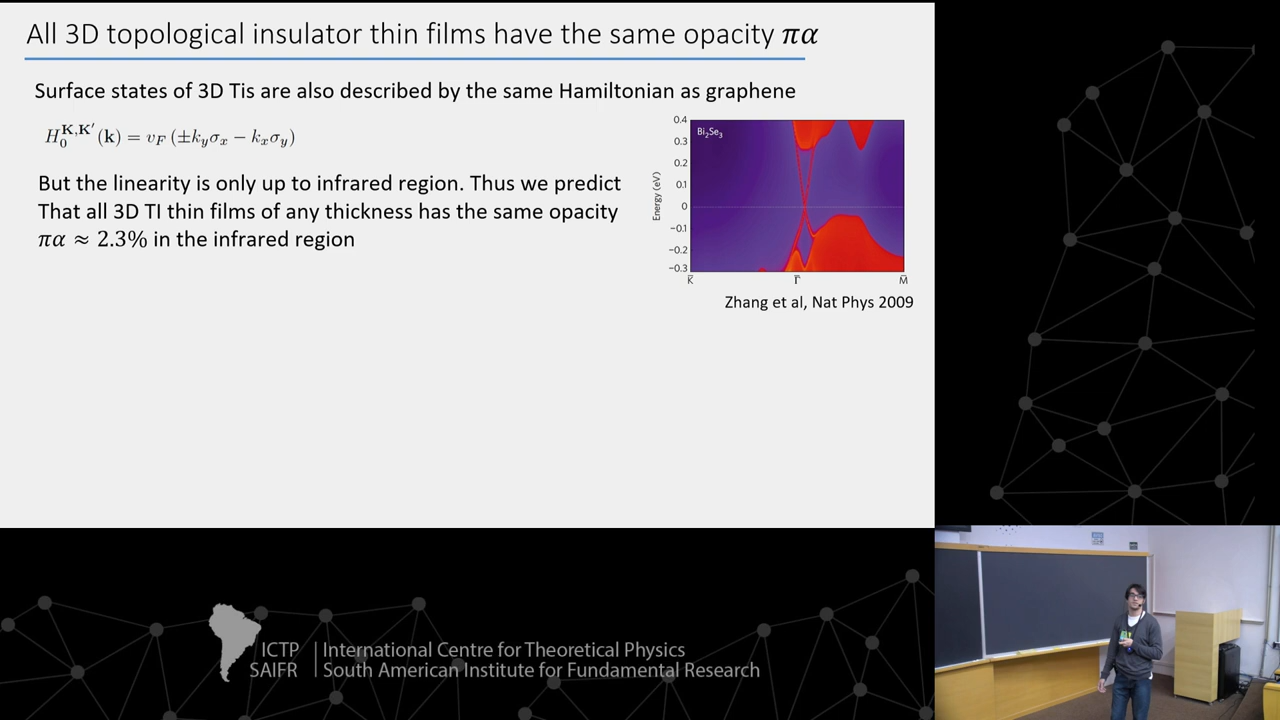 All 3D topological insulator thin films have the same opacity πα
Surface states of 3D Tis are also described by the same Hamiltonian as graphene
H₀^{K,K′}(k) = v_F (±k_yσ_x − k_xσ_y)
But the linearity is only up to infrared region. Thus we predict
That all 3D TI thin films of any thickness has the same opacity
πα ≈ 2.3% in the infrared region
Bi₂Se₃
Energy (eV)
0.4
0.3
0.2
0.1
0
−0.1
−0.2
−0.3
K̄ Γ̄ M̄
Zhang et al, Nat Phys 2009
ICTP
SAIFR
International Centre for Theoretical Physics
South American Institute for Fundamental Research